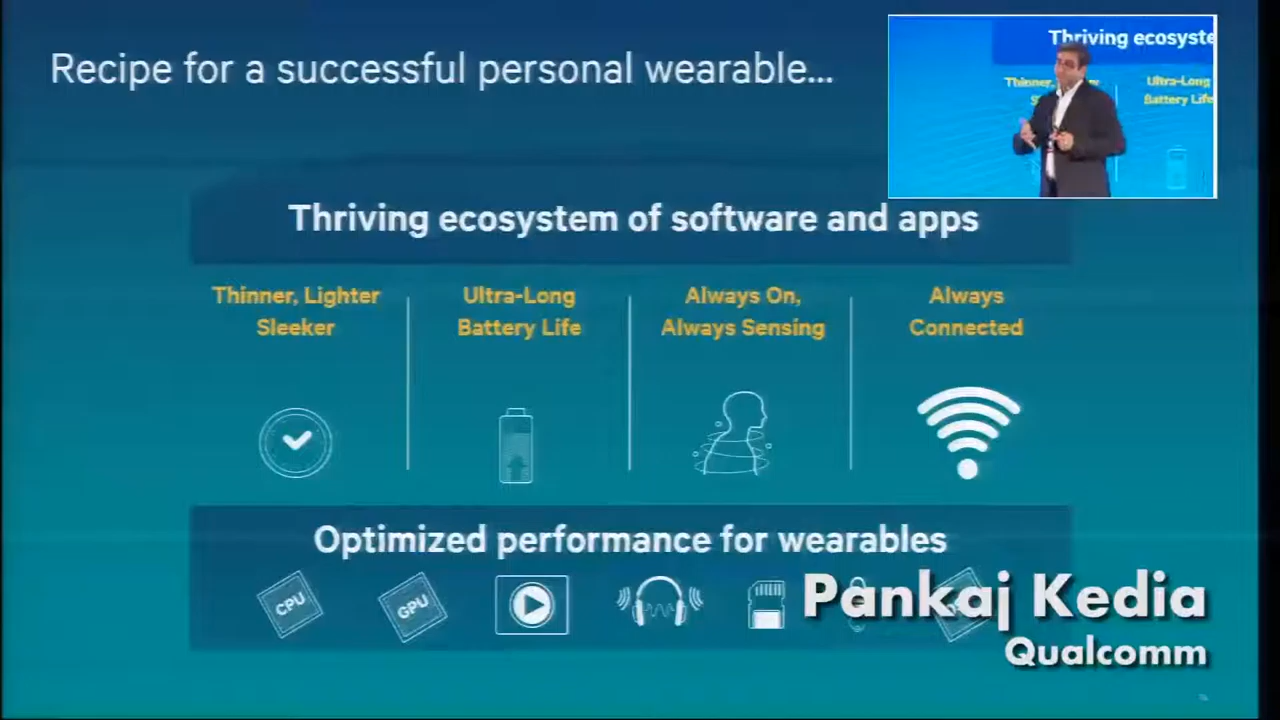 Recipe for a successful personal wearable...
Thriving ecosyste
Thinner,
Ultra-Long
Battery Life
Thriving ecosystem of software and apps
Thinner, Lighter
Sleeker
Ultra-Long
Battery Life
Always On,
Always Sensing
Always
Connected
Optimized performance for wearables
CPU
GPU
Pankaj Kedia
Qualcomm